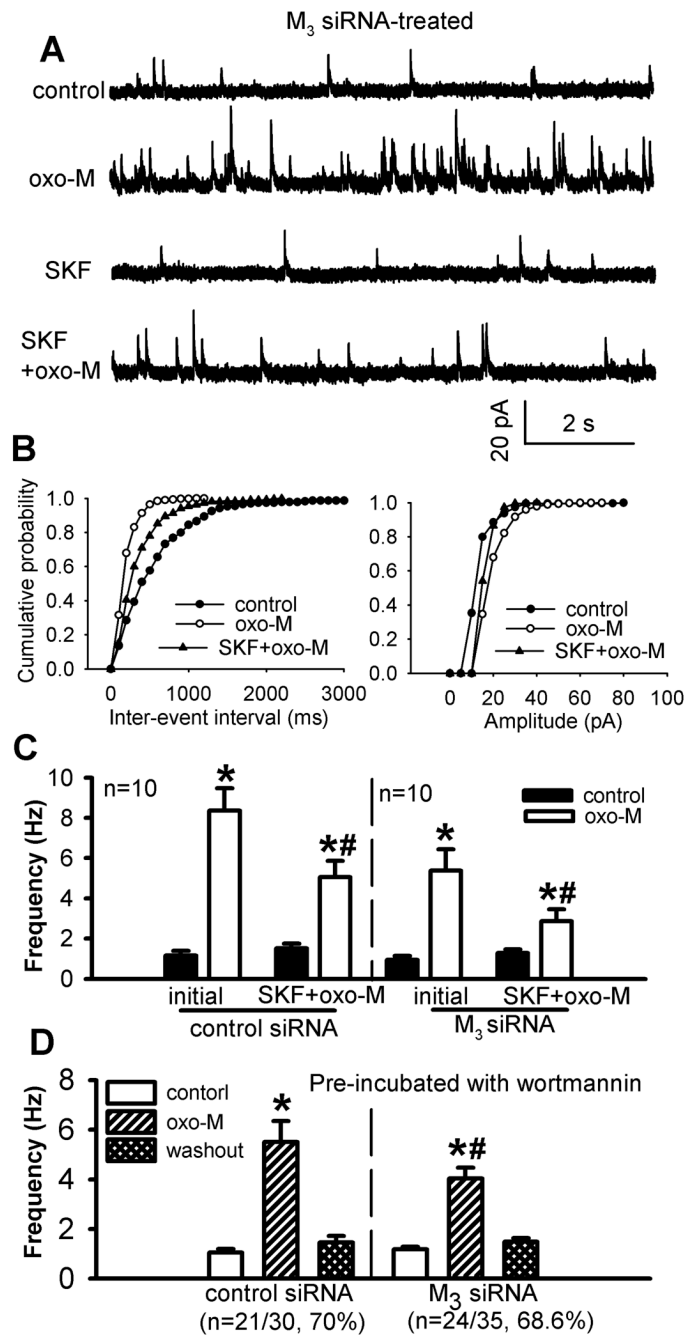 M3 siRNA-treated
A
control
oxo-M
SKF
SKF
+oxo-M
20 pA
2 s
B
Cumulative probability
1.0
0.8
0.6
0.4
0.2
0.0
control
oxo-M
SKF+oxo-M
0 1000 2000 3000
Inter-event interval (ms)
1.0
0.8
0.6
0.4
0.2
0.0
control
oxo-M
SKF+oxo-M
0 20 40 60 80 100
Amplitude (pA)
C
Frequency (Hz)
10
8
6
4
2
0
n=10
*
*#
n=10
*
*#
control
oxo-M
initial SKF+oxo-M initial SKF+oxo-M
control siRNA M3 siRNA
D
Frequency (Hz)
8
6
4
2
0
contorl
oxo-M
washout
Pre-incubated with wortmannin
*
*#
control siRNA M3 siRNA
(n=21/30, 70%) (n=24/35, 68.6%)